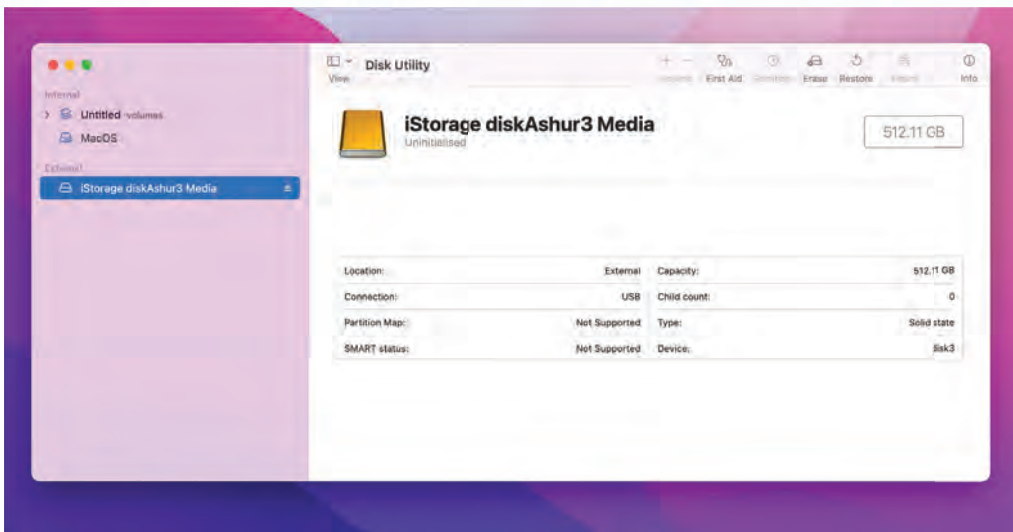 Disk Utility
View
First Aid
Erase
Restore
Info
Internal
Untitled volumes
MacOS
External
iStorage diskAshur3 Media
iStorage diskAshur3 Media
Uninitialised
512.11 GB
Location: External
Capacity: 512.11 GB
Connection: USB
Child count: 0
Partition Map: Not Supported
Type: Solid state
SMART status: Not Supported
Device: disk3